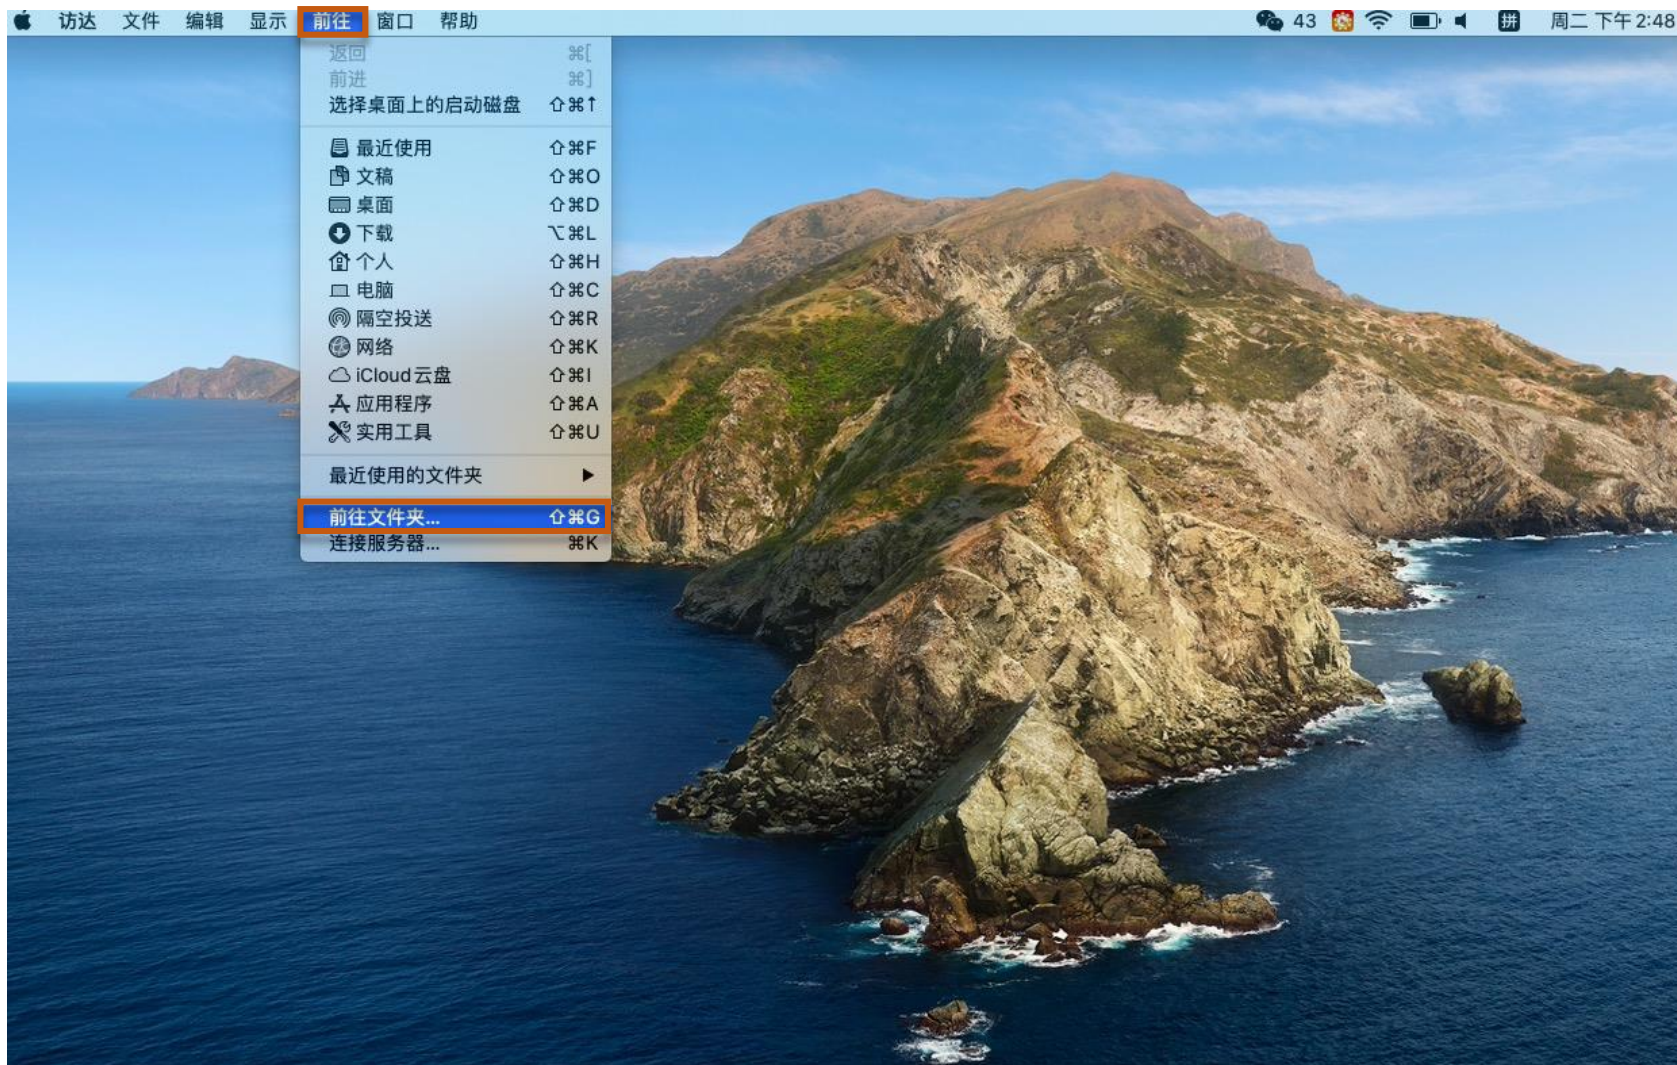 访达 文件 编辑 显示 前往 窗口 帮助 43 拼 周二 下午2:48
返回 ⌘[
前进 ⌘]
选择桌面上的启动磁盘 ⇧⌘↑
最近使用 ⇧⌘F
文稿 ⇧⌘O
桌面 ⇧⌘D
下载 ⌥⌘L
个人 ⇧⌘H
电脑 ⇧⌘C
隔空投送 ⇧⌘R
网络 ⇧⌘K
iCloud云盘 ⇧⌘I
应用程序 ⇧⌘A
实用工具 ⇧⌘U
最近使用的文件夹 ▶
前往文件夹... ⇧⌘G
连接服务器... ⌘K